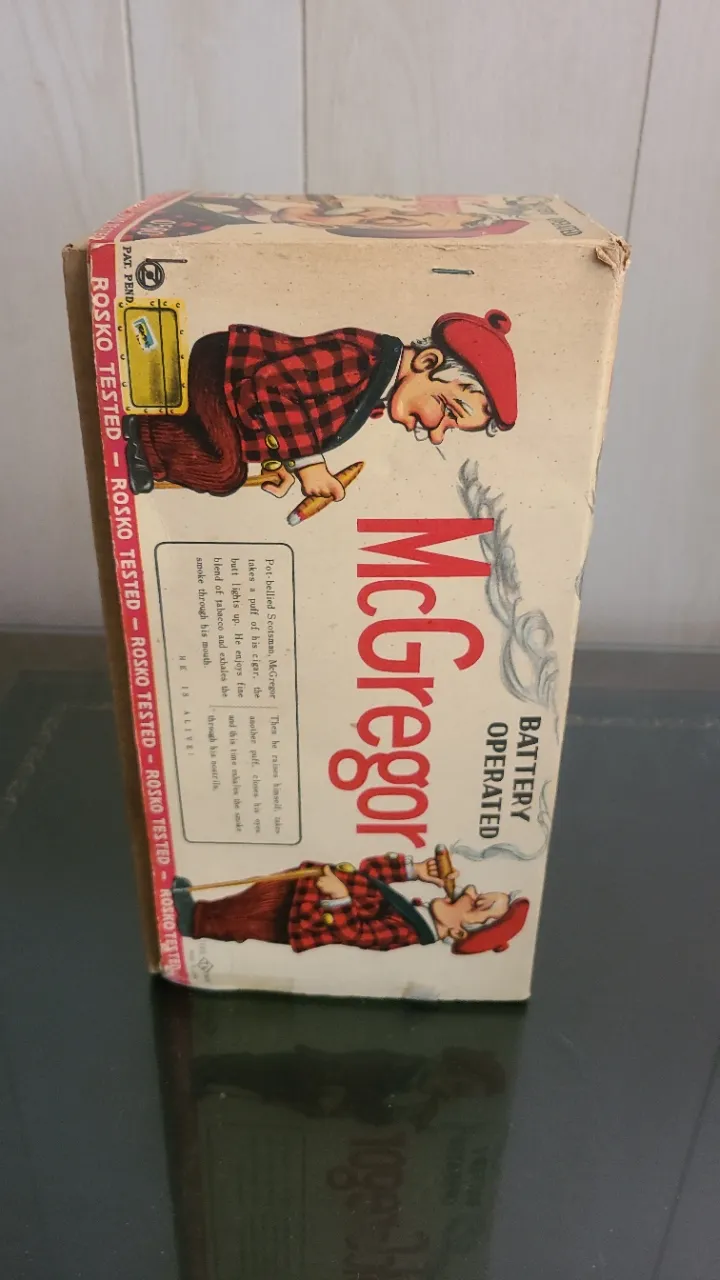 BATTERY
OPERATED
McGregor
Pot-bellied Scotsman, McGregor
takes a puff of his cigar, the
butt lights up. He enjoys fine
blend of tabacco and exhales the
smoke through his mouth.
Then he raises himself, takes
another puff, closes his eyes
and this time exhales the smoke
through his nostrils.
HE IS ALIVE!
PAT. PEND.
ROSKO TESTED – ROSKO TESTED – ROSKO TESTED – ROSKO TESTED – ROSKO TESTED